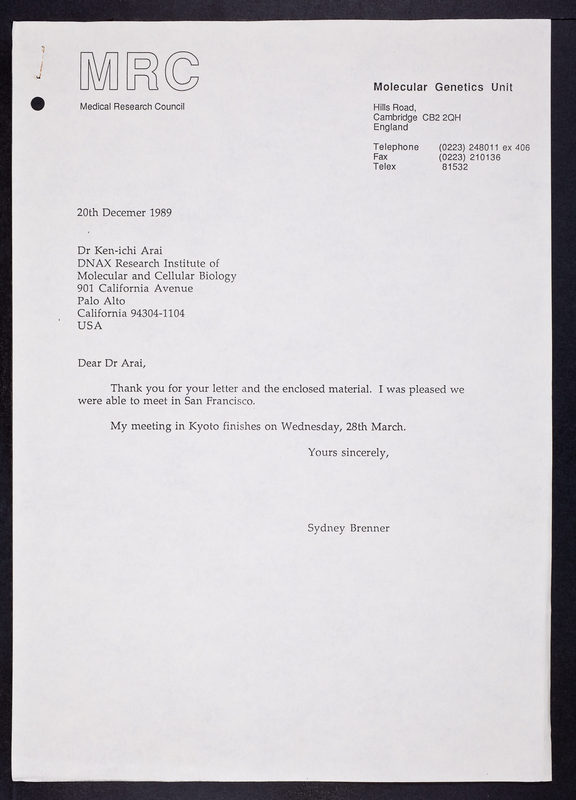 MRC
Medical Research Council
Molecular Genetics Unit
Hills Road,
Cambridge CB2 2QH
England
Telephone (0223) 248011 ex 406
Fax (0223) 210136
Telex 81532
20th Decemer 1989
Dr Ken-ichi Arai
DNAX Research Institute of
Molecular and Cellular Biology
901 California Avenue
Palo Alto
California 94304-1104
USA
Dear Dr Arai,
Thank you for your letter and the enclosed material. I was pleased we
were able to meet in San Francisco.
My meeting in Kyoto finishes on Wednesday, 28th March.
Yours sincerely,
Sydney Brenner